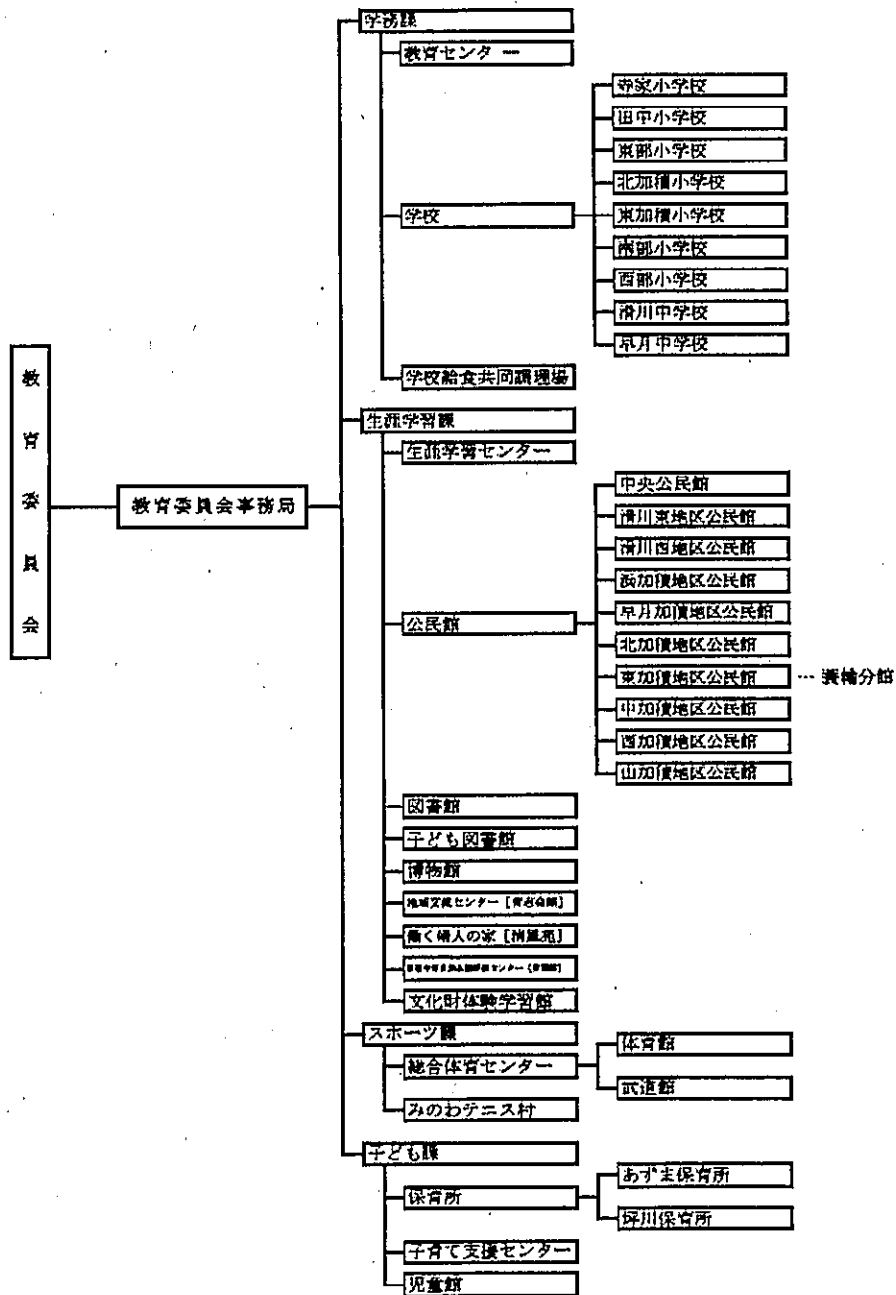 学務課
教育センター
寺家小学校
田中小学校
東部小学校
北加積小学校
学校
東加積小学校
南部小学校
西部小学校
滑川中学校
早月中学校
学校給食共同調理場
教育委員会
教育委員会事務局
生涯学習課
生涯学習センター
中央公民館
滑川東地区公民館
滑川西地区公民館
浜加積地区公民館
早月加積地区公民館
公民館
北加積地区公民館
東加積地区公民館 … 蓑輪分館
中加積地区公民館
西加積地区公民館
山加積地区公民館
図書館
子ども図書館
博物館
地域交流センター
働く婦人の家
文化財体験学習館
スポーツ課
総合体育センター
体育館
武道館
みのわテニス村
子ども課
保育所
あずま保育所
坪川保育所
子育て支援センター
児童館